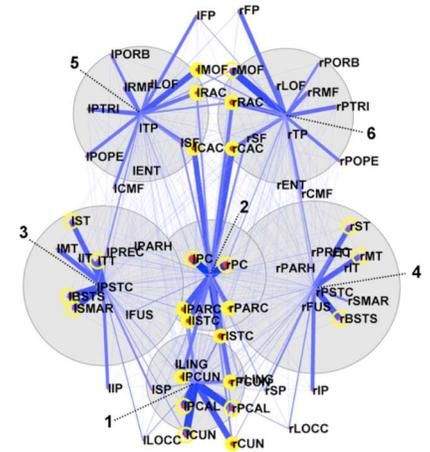 lFP rFP
lPORB lMOF rMOF rPORB
5
lRMF lLOF rLOF rRMF
lRAC rRAC
lPTRI rPTRI
lTP rTP 6
lSF lCAC rCAC rSF
lPOPE rPOPE
lENT rENT
lCMF rCMF
2
lST rST
3
lMT lPREC lPARH rPREC rMT
lIT lTT lPC rPC rPARH rIT
4
lPSTC rPSTC
lBSTS rSMAR
lSMAR lFUS lPARC rPARC rFUS rBSTS
lISTC rISTC
lLING rLING
lIP lSP lPCUN rPCUN rSP rIP
1
lPCAL rPCAL
lLOCC lCUN rCUN rLOCC